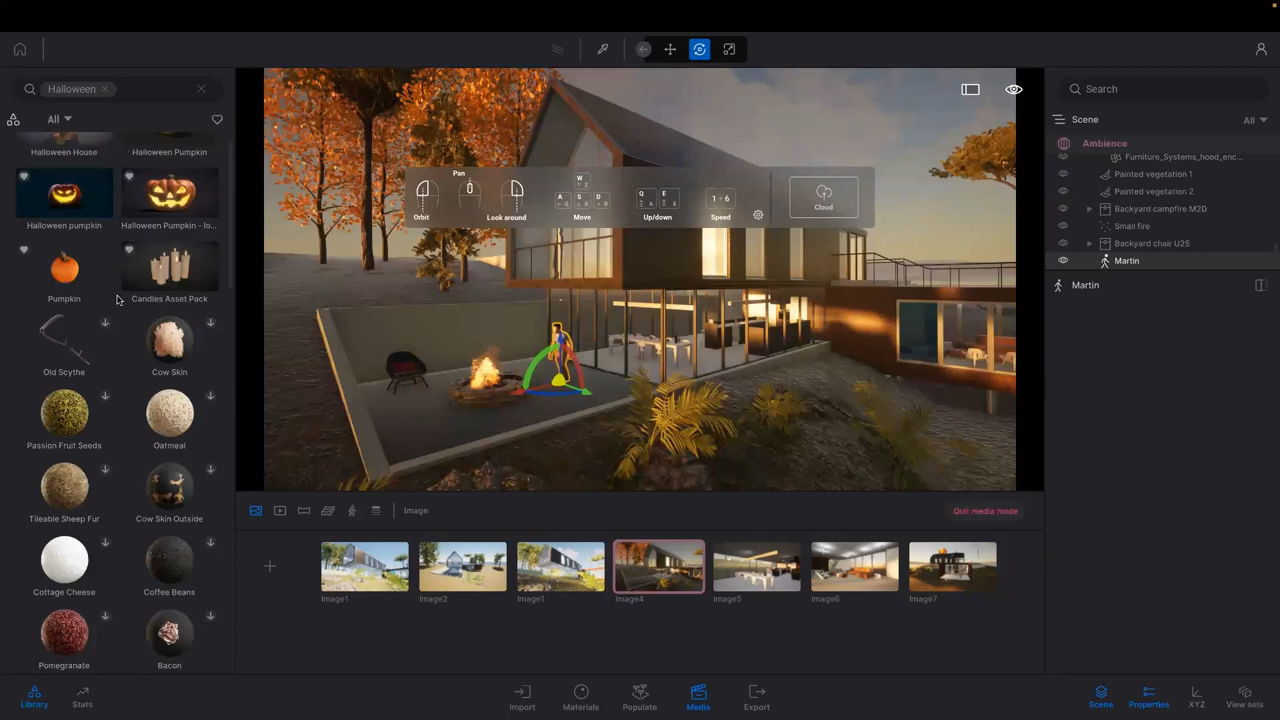 Halloween
Search
All
Scene
All
Halloween House
Halloween Pumpkin
Ambience
Furniture_Systems_hood_enc...
Painted vegetation 1
Painted vegetation 2
Backyard campfire M2D
Small fire
Backyard chair U25
Martin
Martin
Halloween pumpkin
Halloween Pumpkin - lo...
Pumpkin
Candles Asset Pack
Old Scythe
Cow Skin
Passion Fruit Seeds
Oatmeal
Tileable Sheep Fur
Cow Skin Outside
Cottage Cheese
Coffee Beans
Pomegranate
Bacon
Pan
Orbit
Look around
W
Z
A
S
D
Move
Q
E
Up/down
1 - 6
Speed
Cloud
Image
Quit media mode
Image1
Image2
Image1
Image4
Image5
Image6
Image7
Library
Stats
Import
Materials
Populate
Media
Export
Scene
Properties
XYZ
View sets